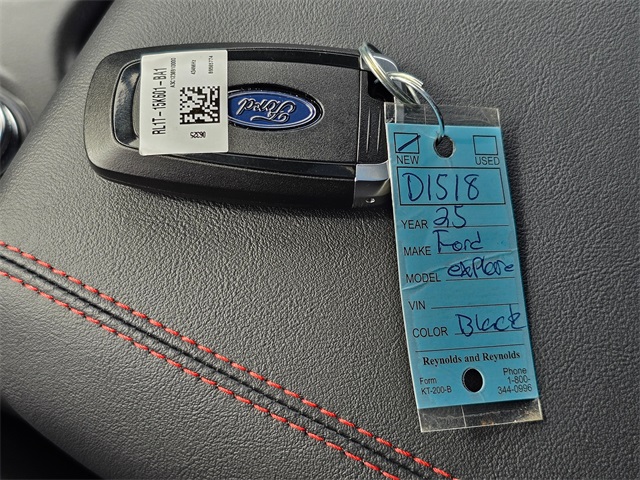 RL1T-15K601-BA1
06325
Ford
NEW USED
D1518
YEAR 25
MAKE Ford
MODEL explore
VIN
COLOR Black
Reynolds and Reynolds
Form Phone
KT-200-B 1-800-
344-0996